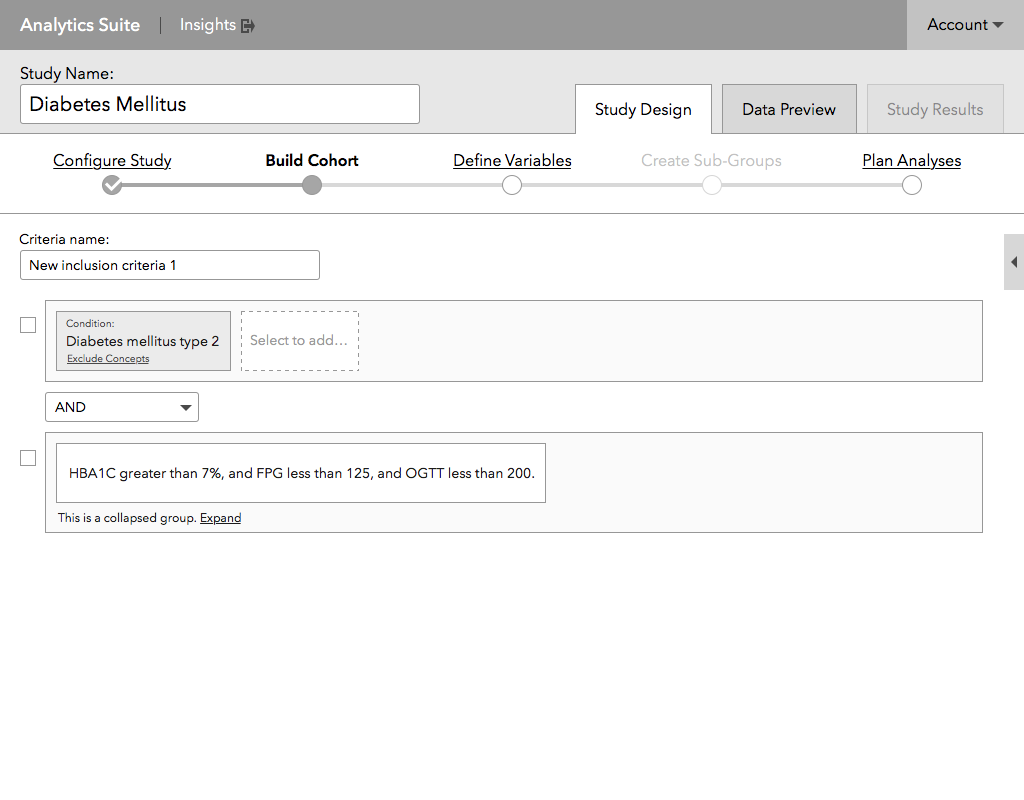 Analytics Suite | Insights Account
Study Name:
Diabetes Mellitus
Study Design Data Preview Study Results
Configure Study Build Cohort Define Variables Create Sub-Groups Plan Analyses
Criteria name:
New inclusion criteria 1
Condition:
Diabetes mellitus type 2
Exclude Concepts
Select to add...
AND
HBA1C greater than 7%, and FPG less than 125, and OGTT less than 200.
This is a collapsed group. Expand